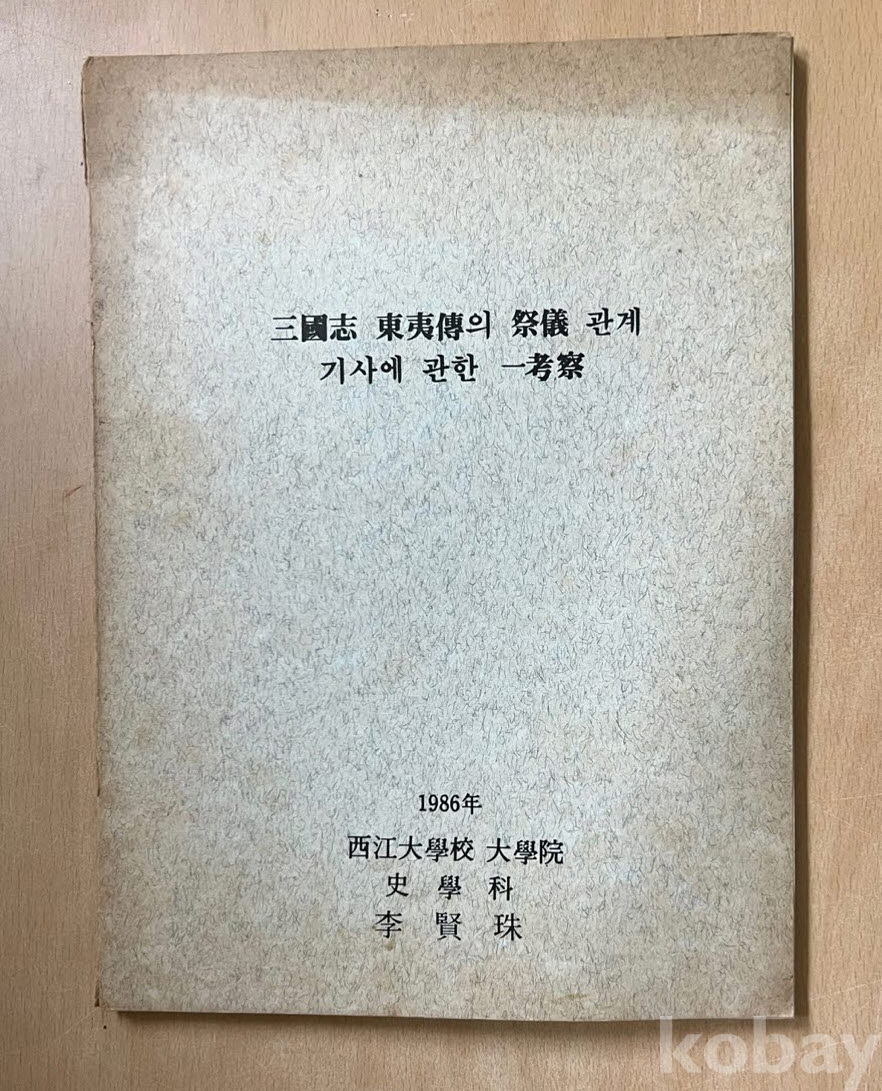 三國志 東夷傳의 祭儀 관계
기사에 관한 一考察
1986年
西江大學校 大學院
史學科
李賢珠
kobay